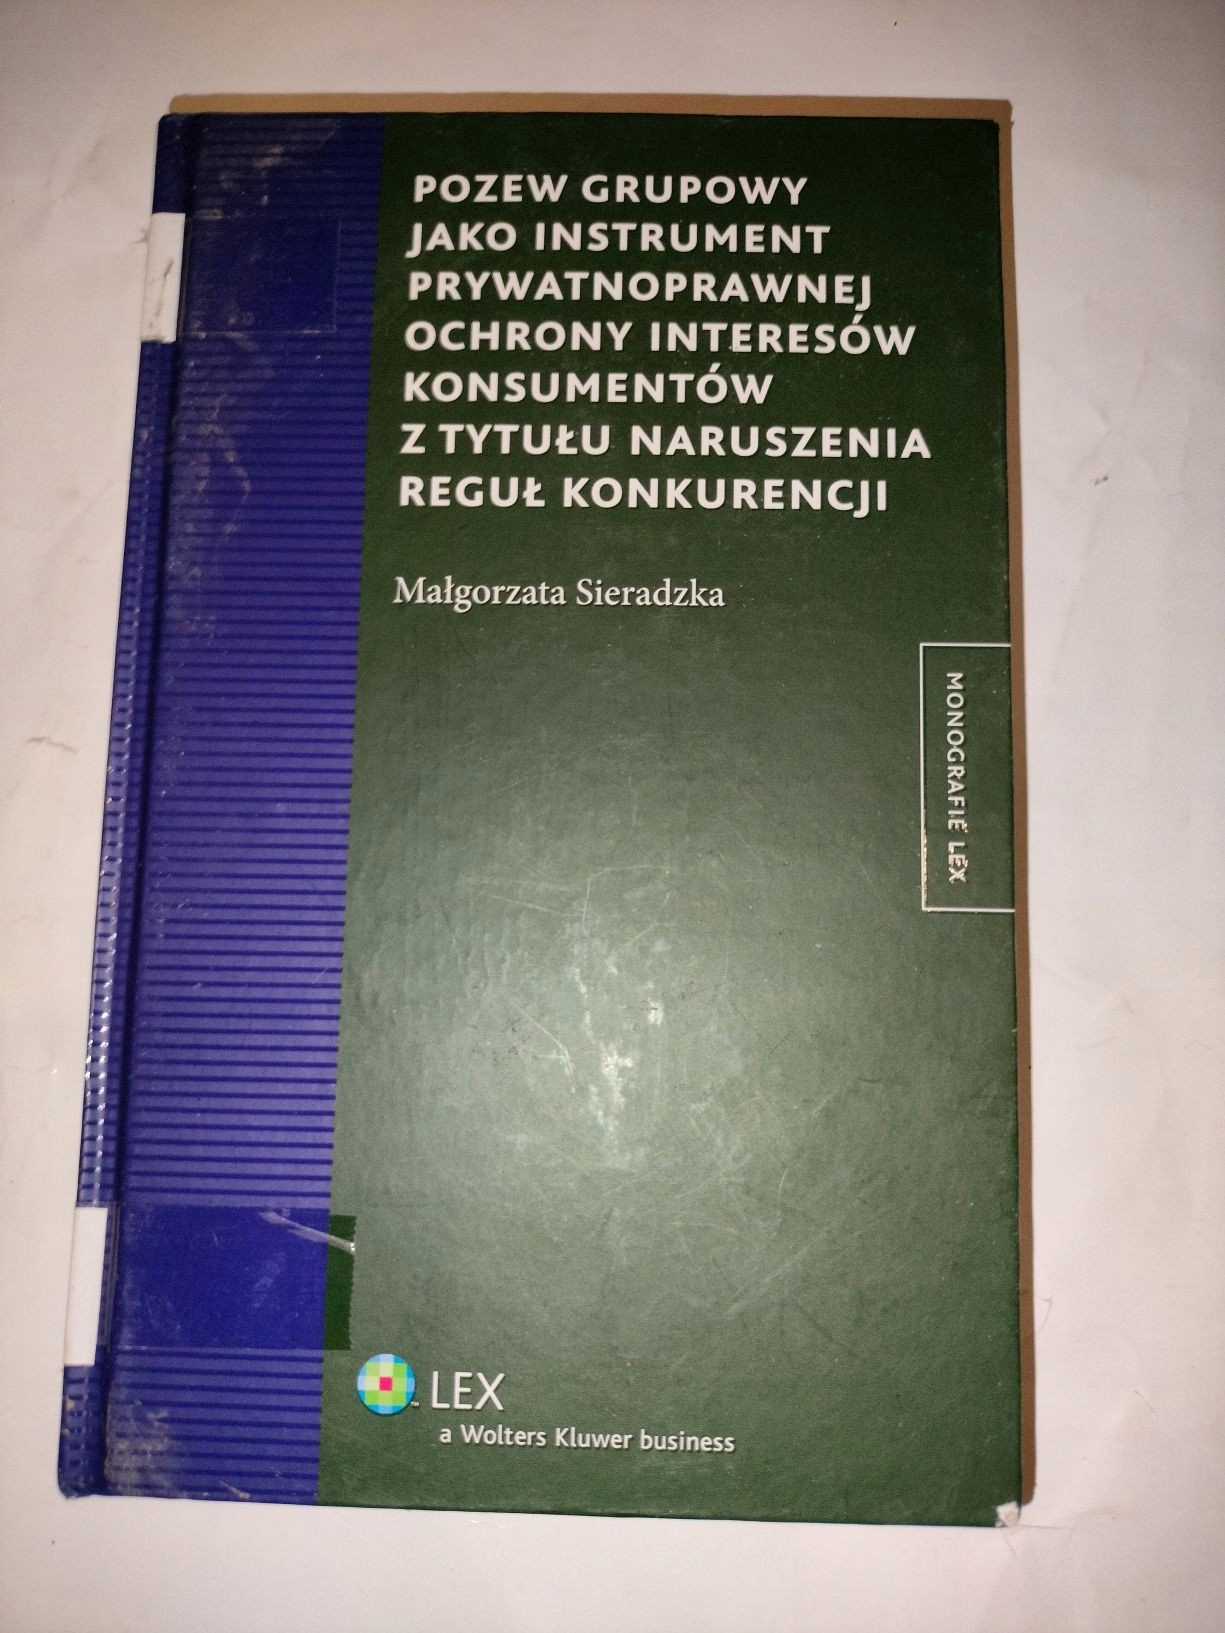 POZEW GRUPOWY
JAKO INSTRUMENT
PRYWATNOPRAWNEJ
OCHRONY INTERESÓW
KONSUMENTÓW
Z TYTUŁU NARUSZENIA
REGUŁ KONKURENCJI
Małgorzata Sieradzka
MONOGRAFIE LEX
LEX
a Wolters Kluwer business